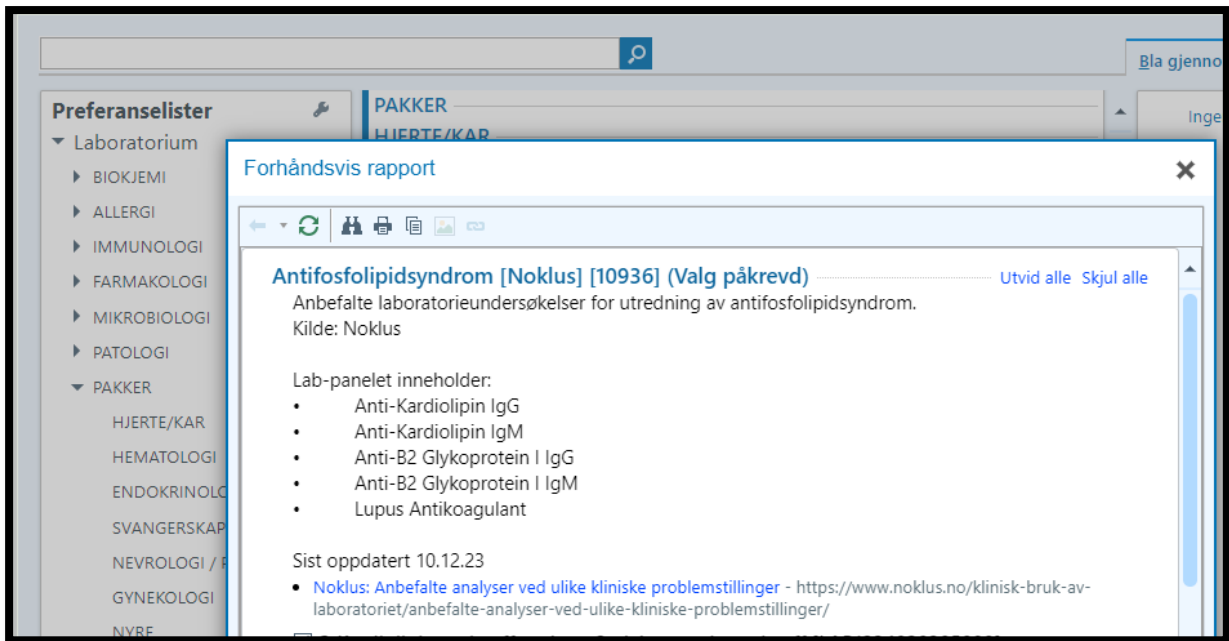 Bla gjenno
Preferanselister
Laboratorium
BIOKJEMI
ALLERGI
IMMUNOLOGI
FARMAKOLOGI
MIKROBIOLOGI
PATOLOGI
PAKKER
HJERTE/KAR
HEMATOLOGI
ENDOKRINOLO
SVANGERSKAP
NEVROLOGI /
GYNEKOLOGI
NYRE
PAKKER
HJERTE/KAR
Inge
Forhåndsvis rapport
Antifosfolipidsyndrom [Noklus] [10936] (Valg påkrevd)
Utvid alle Skjul alle
Anbefalte laboratorieundersøkelser for utredning av antifosfolipidsyndrom.
Kilde: Noklus
Lab-panelet inneholder:
• Anti-Kardiolipin IgG
• Anti-Kardiolipin IgM
• Anti-B2 Glykoprotein I IgG
• Anti-B2 Glykoprotein I IgM
• Lupus Antikoagulant
Sist oppdatert 10.12.23
• Noklus: Anbefalte analyser ved ulike kliniske problemstillinger - https://www.noklus.no/klinisk-bruk-av-
laboratoriet/anbefalte-analyser-ved-ulike-kliniske-problemstillinger/